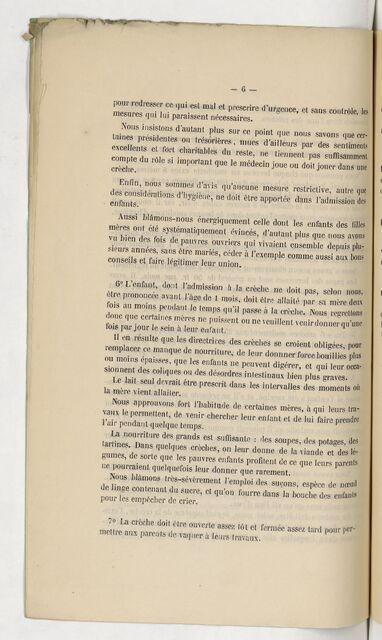 — 6 —
pour redresser ce qui est mal et prescrire d'urgence, et sans contrôle, les
mesures qui lui paraissent nécessaires.
Nous insistons d'autant plus sur ce point que nous savons que cer-
taines présidentes ou trésorières, mues d'ailleurs par des sentiments
excellents et fort charitables du reste, ne tiennent pas suffisamment
compte du rôle si important que le médecin joue ou doit jouer dans une
crèche.
Enfin, nous sommes d'avis qu'aucune mesure restrictive, autre que
des considérations d'hygiène, ne doit être apportée dans l'admission des
enfants.
Aussi blâmons-nous énergiquement celle dont les enfants des filles
mères ont été systématiquement évincés, d'autant plus que nous avons
vu bien des fois de pauvres ouvriers qui vivaient ensemble depuis plu-
sieurs années, sans être mariés, céder à l'exemple comme aussi aux bons
conseils et faire légitimer leur union.
6° L'enfant, dont l'admission à la crèche ne doit pas, selon nous,
être prononcée avant l'âge de 1 mois, doit être allaité par sa mère deux
fois au moins pendant le temps qu'il passe à la crèche. Nous regrettons
donc que certaines mères ne puissent ou ne veuillent venir donner qu'une
fois par jour le sein à leur enfant.
Il en résulte que les directrices des crèches se croient obligées, pour
remplacer ce manque de nourriture, de leur donnner force bouillies plus
ou moins épaisses, que les enfants ne peuvent digérer, et qui leur occa-
sionnent des coliques ou des désordres intestinaux bien plus graves.
Le lait seul devrait être prescrit dans les intervalles des moments où
la mère vient allaiter.
Nous approuvons fort l'habitude de certaines mères, à qui leurs tra-
vaux le permettent, de venir chercher leur enfant et de lui faire prendre
l'air pendant quelque temps.
La nourriture des grands est suffisante : des soupes, des potages, des
tartines. Dans quelques crèches, on leur donne de la viande et des lé-
gumes, de sorte que les pauvres enfants profitent de ce que leurs parents
ne pourraient quelquefois leur donner que rarement.
Nous blâmons très-sévèrement l'emploi des suçons, espèce de nœud
de linge contenant du sucre, et qu'on fourre dans la bouche des enfants
pour les empêcher de crier.
7° La crèche doit être ouverte assez tôt et fermée assez tard pour per-
mettre aux parents de vaquer à leurs travaux.